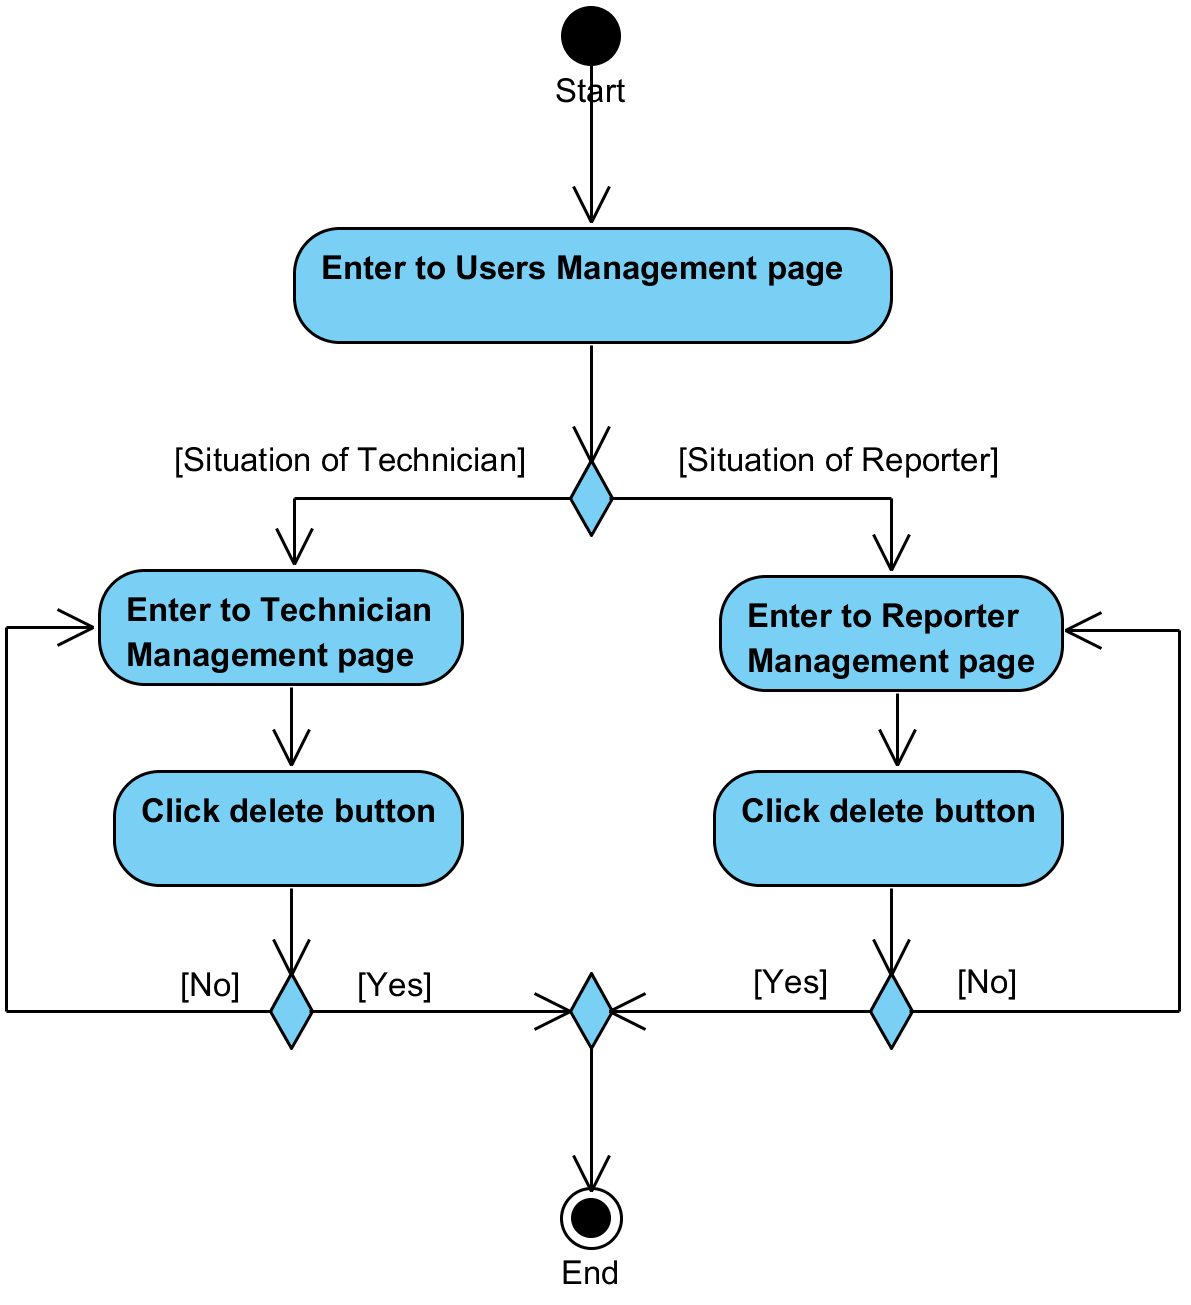 Start
Enter to Users Management page
[Situation of Technician]
[Situation of Reporter]
Enter to Technician
Management page
Enter to Reporter
Management page
Click delete button
Click delete button
[No]
[Yes]
[Yes]
[No]
End